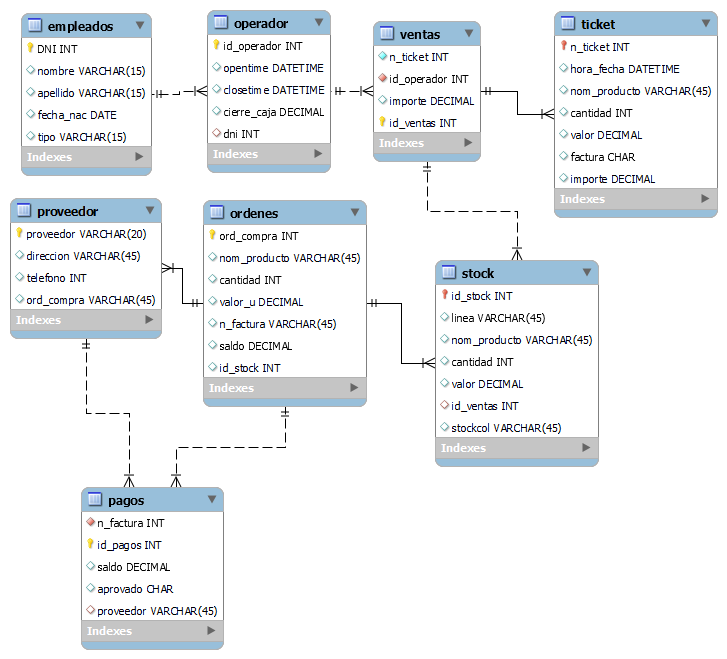 empleados
DNI INT
nombre VARCHAR(15)
apellido VARCHAR(15)
fecha_nac DATE
tipo VARCHAR(15)
Indexes
operador
id_operador INT
opentime DATETIME
closetime DATETIME
cierre_caja DECIMAL
dni INT
Indexes
ventas
n_ticket INT
id_operador INT
importe DECIMAL
id_ventas INT
Indexes
ticket
n_ticket INT
hora_fecha DATETIME
nom_producto VARCHAR(45)
cantidad INT
valor DECIMAL
factura CHAR
importe DECIMAL
Indexes
proveedor
proveedor VARCHAR(20)
direccion VARCHAR(45)
telefono INT
ord_compra VARCHAR(45)
Indexes
ordenes
ord_compra INT
nom_producto VARCHAR(45)
cantidad INT
valor_u DECIMAL
n_factura VARCHAR(45)
saldo DECIMAL
id_stock INT
Indexes
stock
id_stock INT
linea VARCHAR(45)
nom_producto VARCHAR(45)
cantidad INT
valor DECIMAL
id_ventas INT
stockcol VARCHAR(45)
Indexes
pagos
n_factura INT
id_pagos INT
saldo DECIMAL
aprovado CHAR
proveedor VARCHAR(45)
Indexes